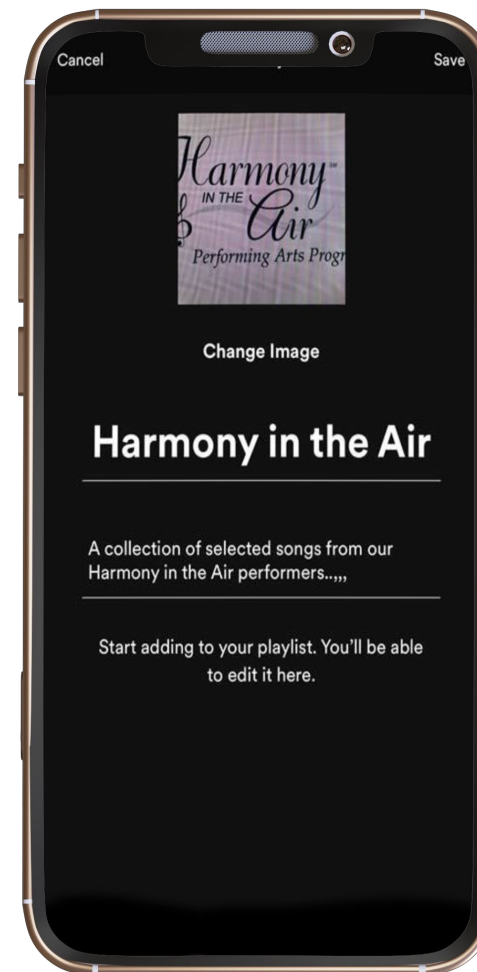 Cancel
Save
Harmony℠
IN THE
Air
Performing Arts Progr
Change Image
Harmony in the Air
A collection of selected songs from our
Harmony in the Air performers..,,,
Start adding to your playlist. You’ll be able
to edit it here.